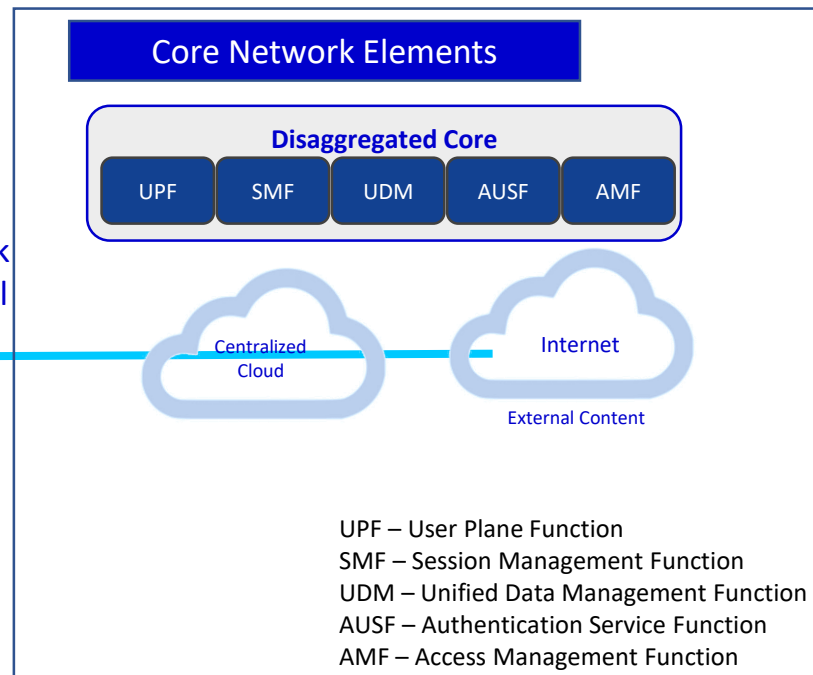 Core Network Elements
Disaggregated Core
UPF SMF UDM AUSF AMF
k
l
Centralized
Cloud
Internet
External Content
UPF – User Plane Function
SMF – Session Management Function
UDM – Unified Data Management Function
AUSF – Authentication Service Function
AMF – Access Management Function